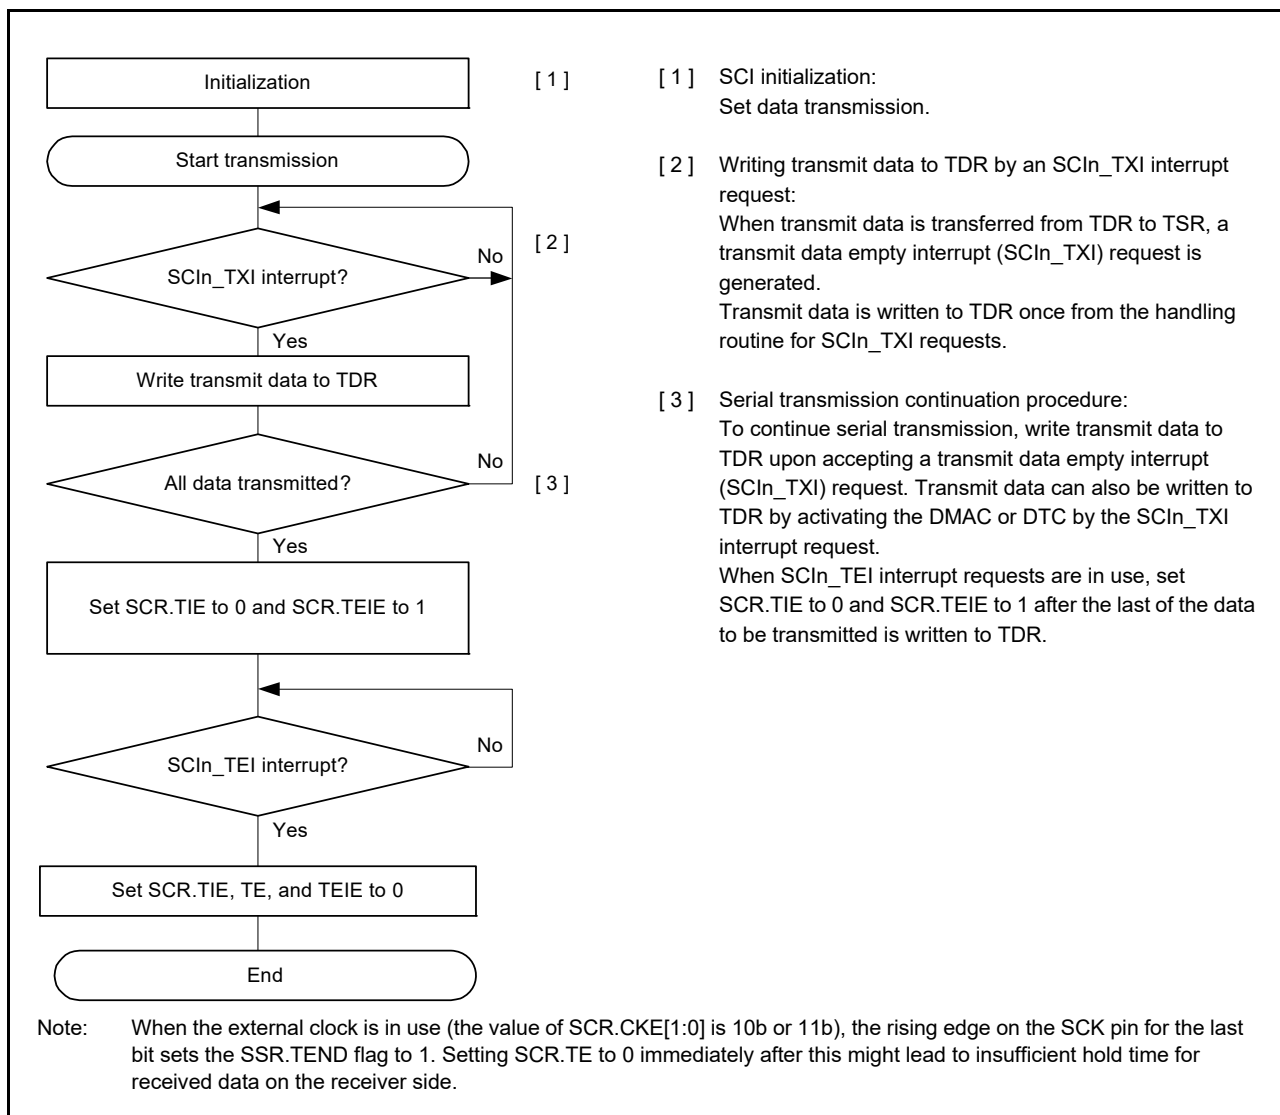 Initialization
[ 1 ]
Start transmission
[ 2 ]
No
SCIn_TXI interrupt?
Yes
Write transmit data to TDR
No
All data transmitted?
[ 3 ]
Yes
Set SCR.TIE to 0 and SCR.TEIE to 1
No
SCIn_TEI interrupt?
Yes
Set SCR.TIE, TE, and TEIE to 0
End
[ 1 ] SCI initialization:
Set data transmission.
[ 2 ] Writing transmit data to TDR by an SCIn_TXI interrupt
request:
When transmit data is transferred from TDR to TSR, a
transmit data empty interrupt (SCIn_TXI) request is
generated.
Transmit data is written to TDR once from the handling
routine for SCIn_TXI requests.
[ 3 ] Serial transmission continuation procedure:
To continue serial transmission, write transmit data to
TDR upon accepting a transmit data empty interrupt
(SCIn_TXI) request. Transmit data can also be written to
TDR by activating the DMAC or DTC by the SCIn_TXI
interrupt request.
When SCIn_TEI interrupt requests are in use, set
SCR.TIE to 0 and SCR.TEIE to 1 after the last of the data
to be transmitted is written to TDR.
Note: When the external clock is in use (the value of SCR.CKE[1:0] is 10b or 11b), the rising edge on the SCK pin for the last
bit sets the SSR.TEND flag to 1. Setting SCR.TE to 0 immediately after this might lead to insufficient hold time for
received data on the receiver side.